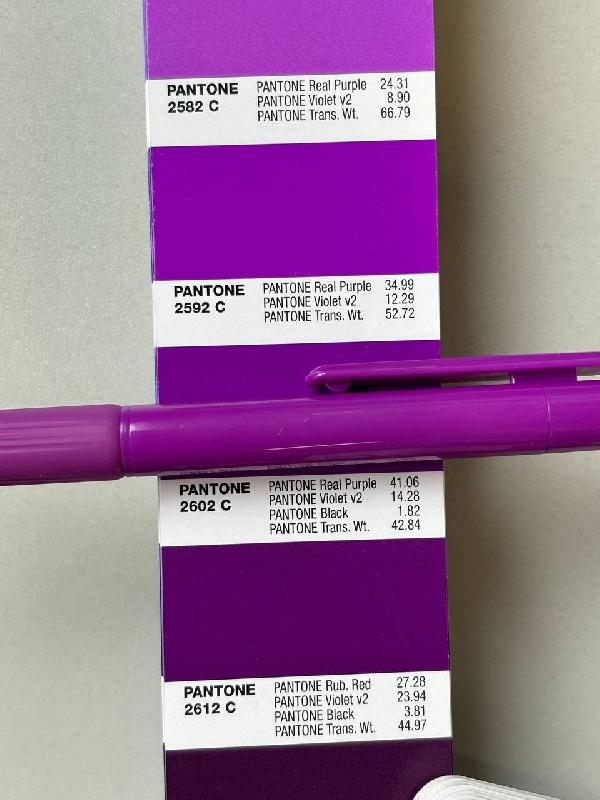 PANTONE
2582 C
PANTONE Real Purple 24.31
PANTONE Violet v2 8.90
PANTONE Trans. Wt. 66.79
PANTONE
2592 C
PANTONE Real Purple 34.99
PANTONE Violet v2 12.29
PANTONE Trans. Wt. 52.72
PANTONE
2602 C
PANTONE Real Purple 41.06
PANTONE Violet v2 14.28
PANTONE Black 1.82
PANTONE Trans. Wt. 42.84
PANTONE
2612 C
PANTONE Rub. Red 27.28
PANTONE Violet v2 23.94
PANTONE Black 3.81
PANTONE Trans. Wt. 44.97